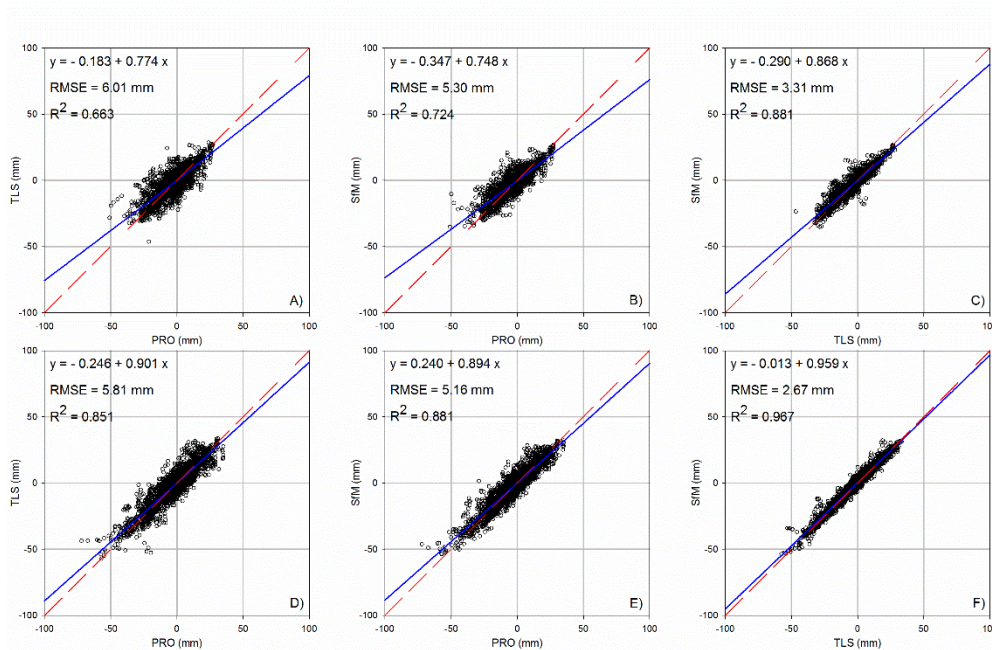 100
50
0
-50
-100
TLS (mm)
y = - 0.183 + 0.774 x
RMSE = 6.01 mm
R2 = 0.663
A)
-100 -50 0 50 100
PRO (mm)
100
50
0
-50
-100
SfM (mm)
y = - 0.347 + 0.748 x
RMSE = 5.30 mm
R2 = 0.724
B)
-100 -50 0 50 100
PRO (mm)
100
50
0
-50
-100
SfM (mm)
y = - 0.290 + 0.868 x
RMSE = 3.31 mm
R2 = 0.881
C)
-100 -50 0 50 100
TLS (mm)
100
50
0
-50
-100
TLS (mm)
y = - 0.246 + 0.901 x
RMSE = 5.81 mm
R2 = 0.851
D)
-100 -50 0 50 100
PRO (mm)
100
50
0
-50
-100
SfM (mm)
y = 0.240 + 0.894 x
RMSE = 5.16 mm
R2 = 0.881
E)
-100 -50 0 50 100
PRO (mm)
100
50
0
-50
-100
SfM (mm)
y = - 0.013 + 0.959 x
RMSE = 2.67 mm
R2 = 0.967
F)
-100 -50 0 50 100
TLS (mm)